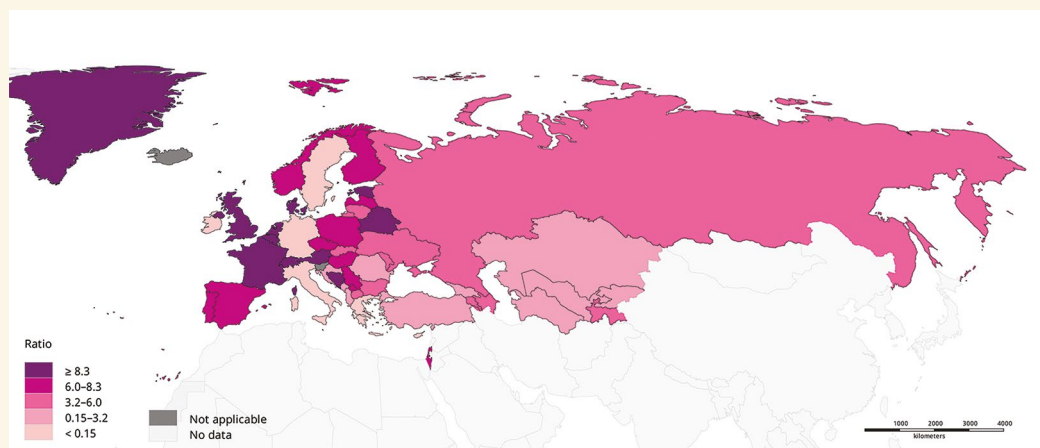 Ratio
≥ 8.3
6.0–8.3
3.2–6.0
0.15–3.2
< 0.15
Not applicable
No data
1000 2000 3000 4000
kilometers